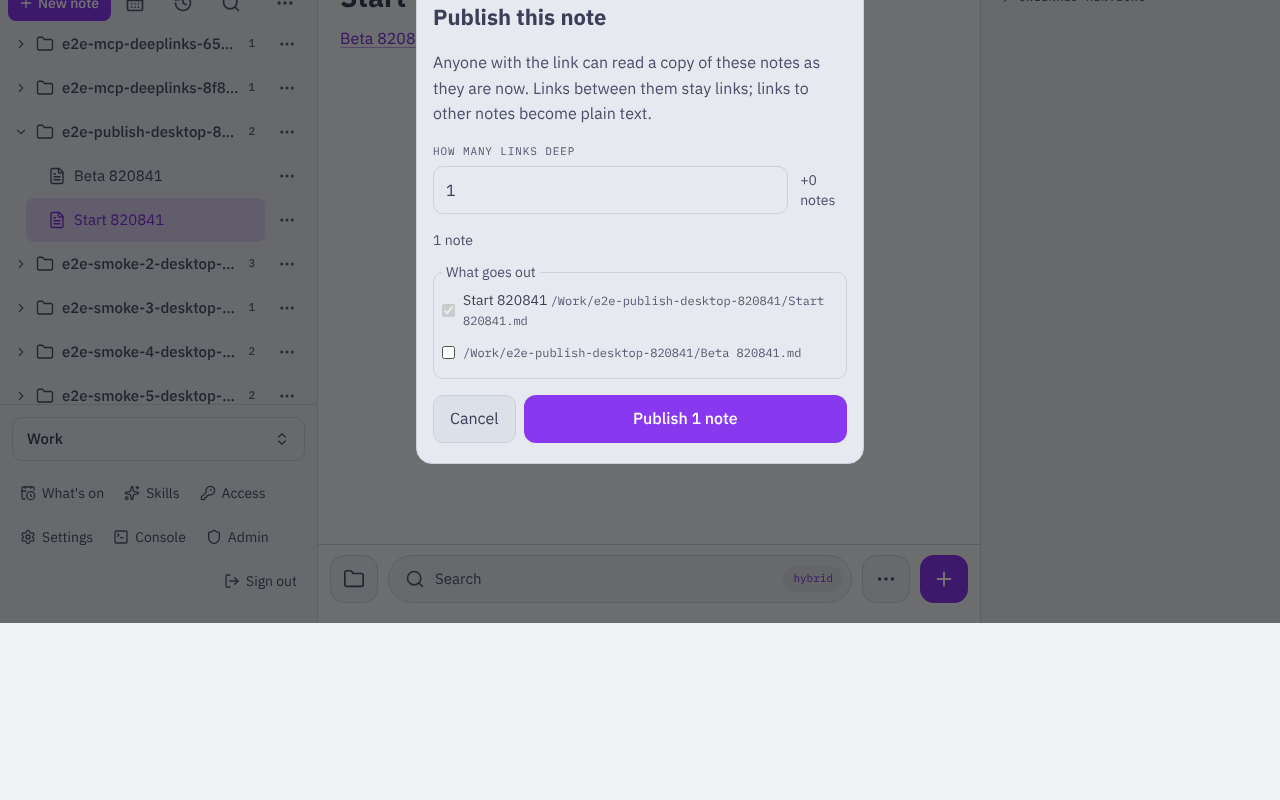 New note
e2e-mcp-deeplinks-65... 1
e2e-mcp-deeplinks-8f8... 1
e2e-publish-desktop-8... 2
Beta 820841
Start 820841
e2e-smoke-2-desktop-... 3
e2e-smoke-3-desktop-... 1
e2e-smoke-4-desktop-... 2
e2e-smoke-5-desktop-... 2
Work
What's on
Skills
Access
Settings
Console
Admin
Sign out
Beta 8208
Publish this note
Anyone with the link can read a copy of these notes as
they are now. Links between them stay links; links to
other notes become plain text.
HOW MANY LINKS DEEP
1
+0
notes
1 note
What goes out
Start 820841 /Work/e2e-publish-desktop-820841/Start
820841.md
/Work/e2e-publish-desktop-820841/Beta 820841.md
Cancel
Publish 1 note
Search
hybrid